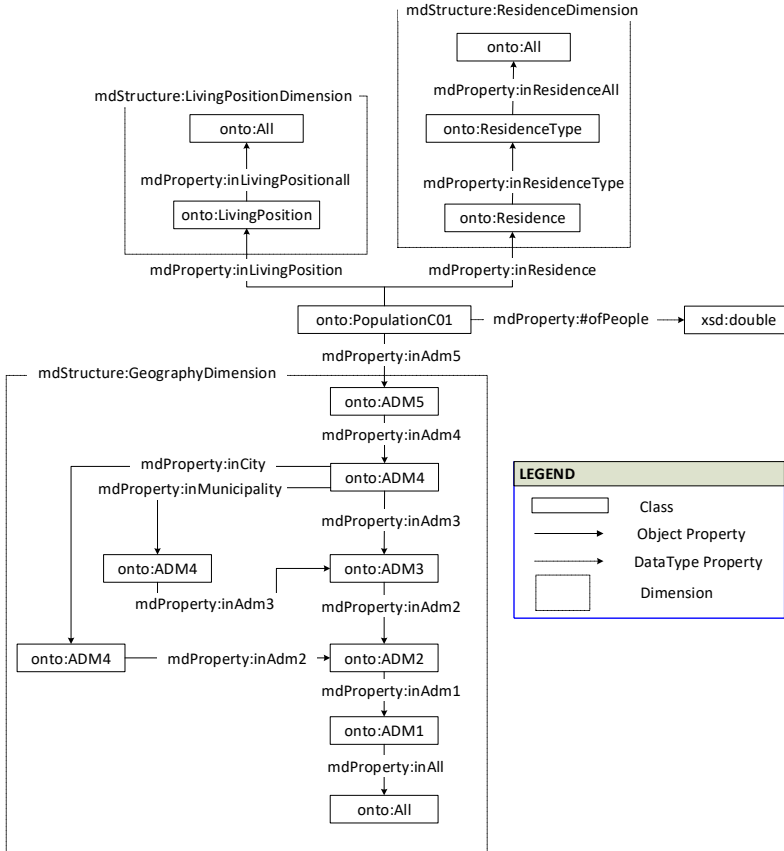 mdStructure:ResidenceDimension
onto:All
mdProperty:inResidenceAll
onto:ResidenceType
mdProperty:inResidenceType
onto:Residence
mdStructure:LivingPositionDimension
onto:All
mdProperty:inLivingPositionall
onto:LivingPosition
mdProperty:inLivingPosition
mdProperty:inResidence
onto:PopulationC01
mdProperty:#ofPeople
xsd:double
mdProperty:inAdm5
mdStructure:GeographyDimension
onto:ADM5
mdProperty:inAdm4
mdProperty:inCity
onto:ADM4
mdProperty:inMunicipality
mdProperty:inAdm3
onto:ADM4
onto:ADM3
mdProperty:inAdm3
mdProperty:inAdm2
onto:ADM4
mdProperty:inAdm2
onto:ADM2
mdProperty:inAdm1
onto:ADM1
mdProperty:inAll
onto:All
LEGEND
Class
Object Property
DataType Property
Dimension